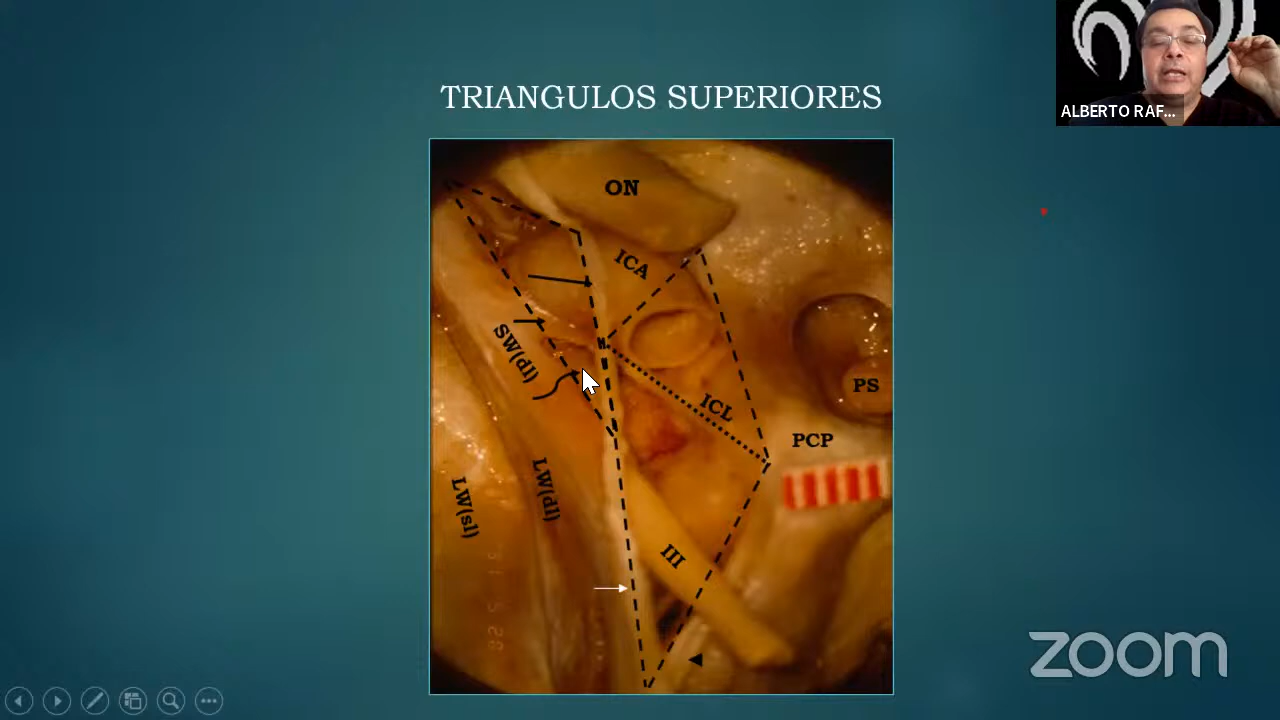 ALBERTO RAF...
TRIANGULOS SUPERIORES
ON
ICA
SW(dl)
PS
ICL
PCP
LW(sl)
LW(dl)
III
zoom